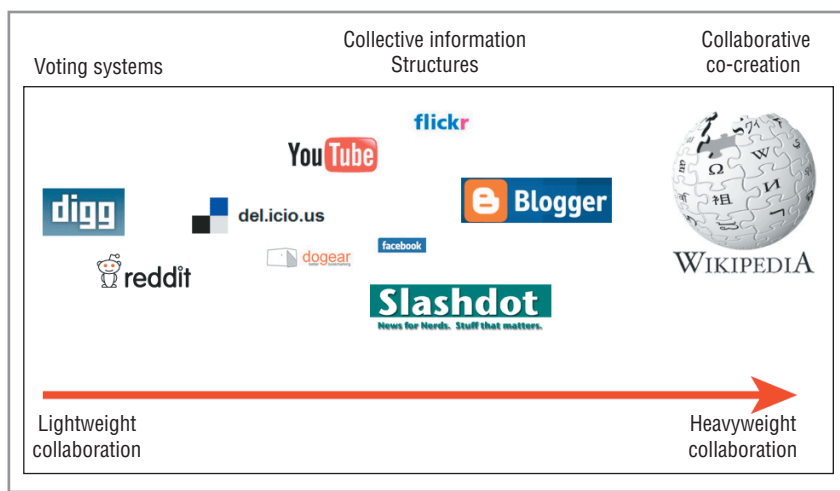 Voting systems
Collective information
Structures
Collaborative
co-creation
flickr
YouTube
digg
del.icio.us
Blogger
reddit
dogear
facebook
Slashdot
News for Nerds. Stuff that matters.
Ω
W
И
祖
WIKIPEDIA
Lightweight
collaboration
Heavyweight
collaboration